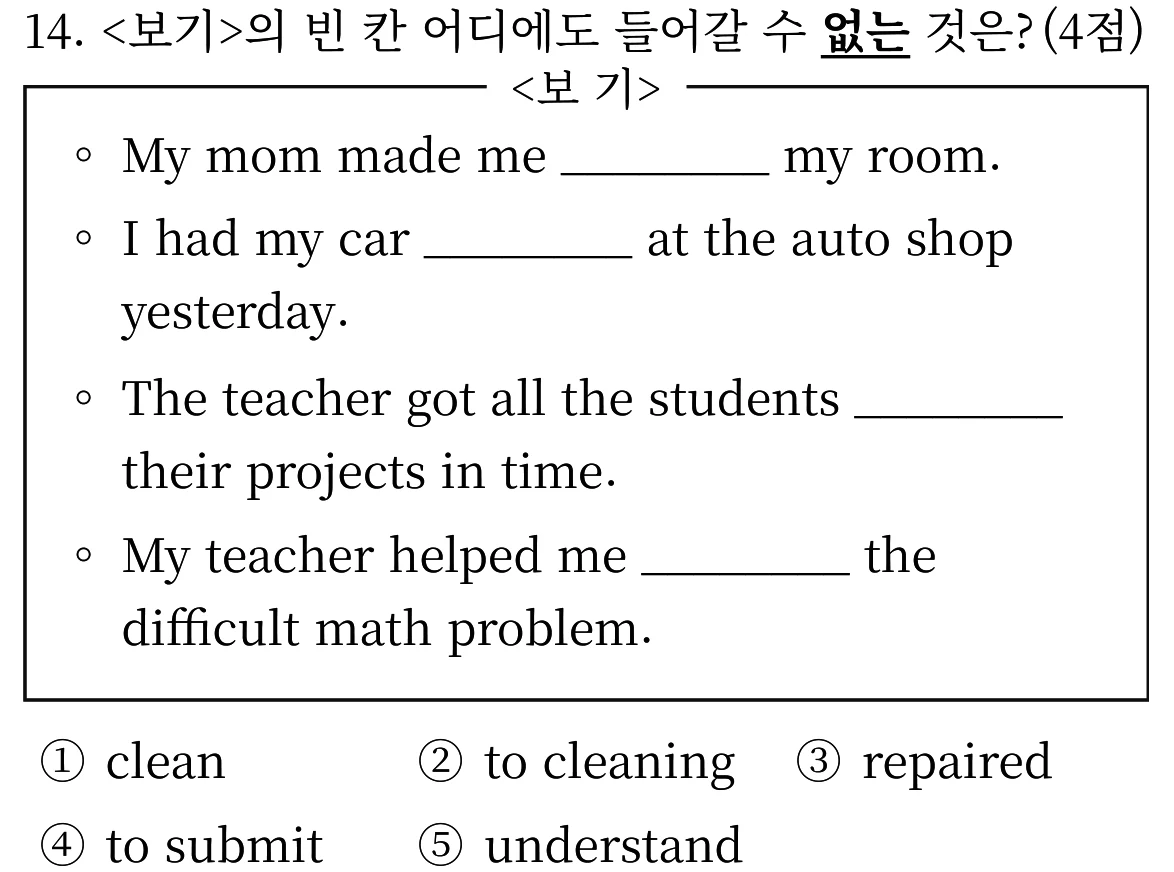 14. <보기>의 빈 칸 어디에도 들어갈 수 없는 것은?(4점)
<보 기>
◦ My mom made me ________ my room.
◦ I had my car ________ at the auto shop
yesterday.
◦ The teacher got all the students ________
their projects in time.
◦ My teacher helped me ________ the
difficult math problem.
① clean ② to cleaning ③ repaired
④ to submit ⑤ understand